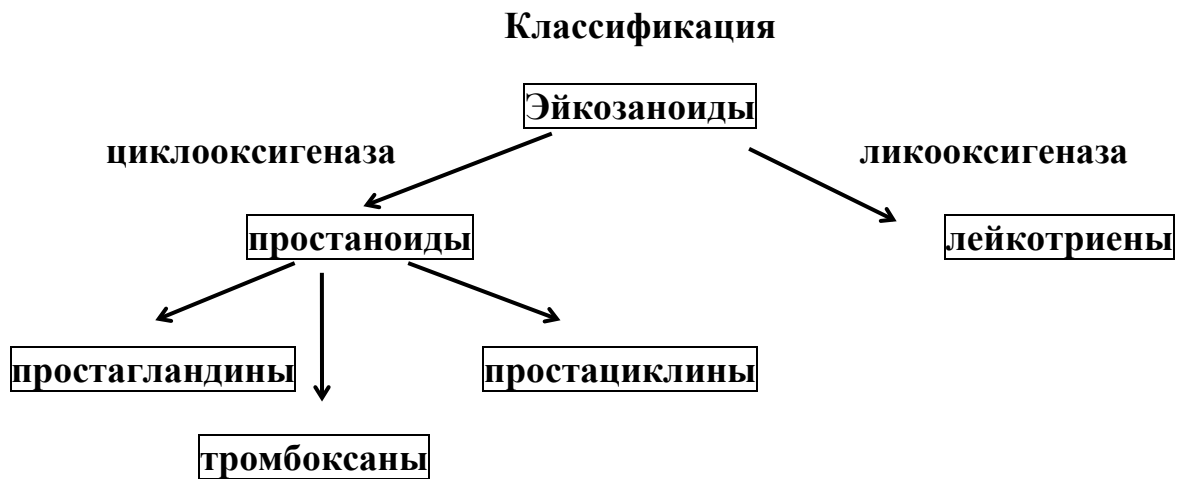 Классификация
Эйкозаноиды
циклооксигеназа
ликооксигеназа
простаноиды
лейкотриены
простагландины
простациклины
тромбоксаны